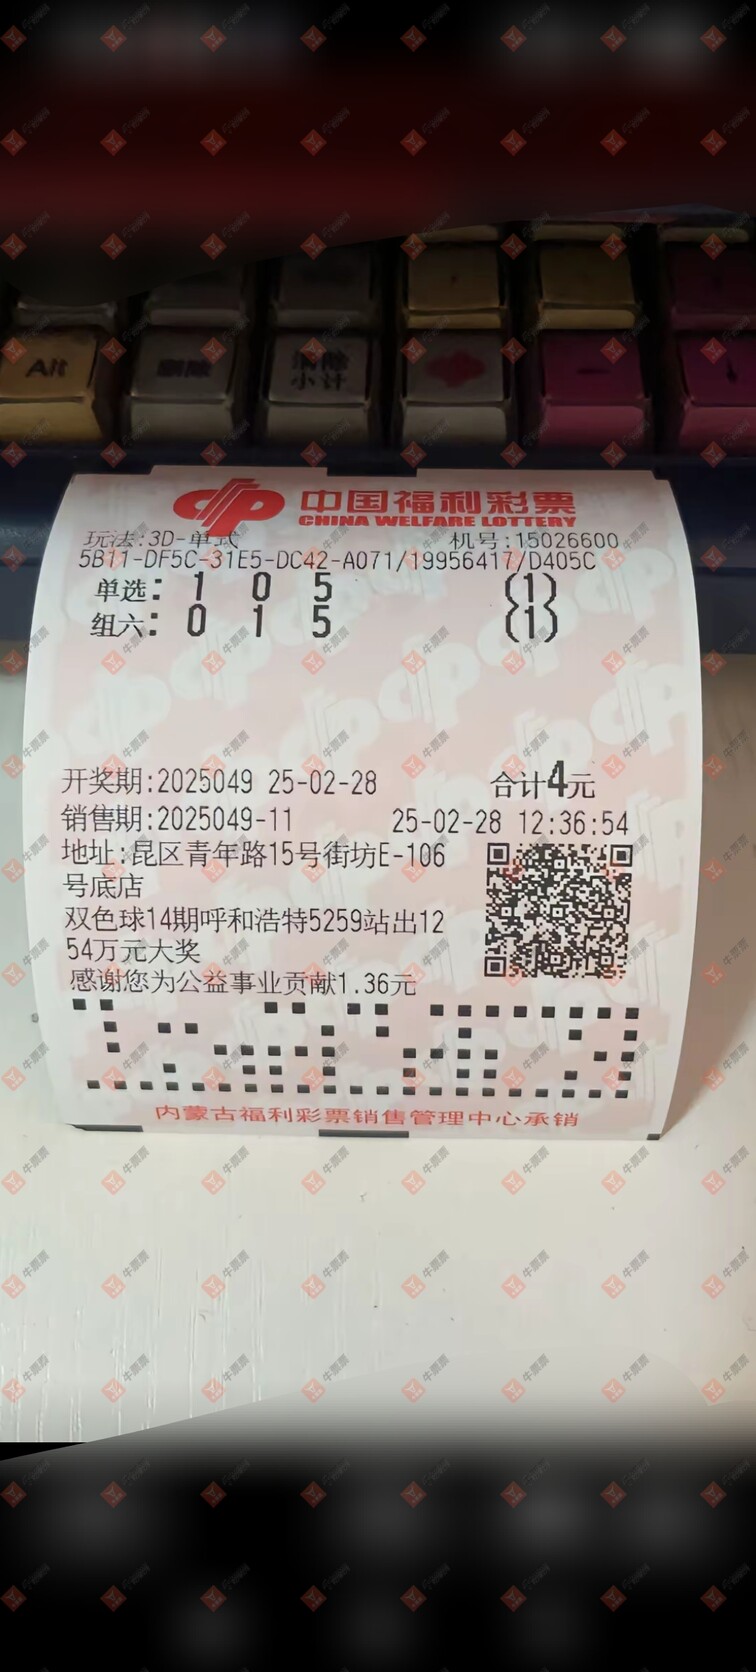 Alt
删除
清除
小计
中国福利彩票
CHINA WELFARE LOTTERY
玩法:3D-单式 机号:15026600
5B11-DF5C-31E5-DC42-A071/19956417/D405C
单选: 1 0 5 (1)
组六: 0 1 5 (1)
开奖期:2025049 25-02-28 合计4元
销售期:2025049-11 25-02-28 12:36:54
地址:昆区青年路15号街坊E-106
号底店
双色球14期呼和浩特5259站出12
54万元大奖
感谢您为公益事业贡献1.36元
内蒙古福利彩票销售管理中心承销
牛票票